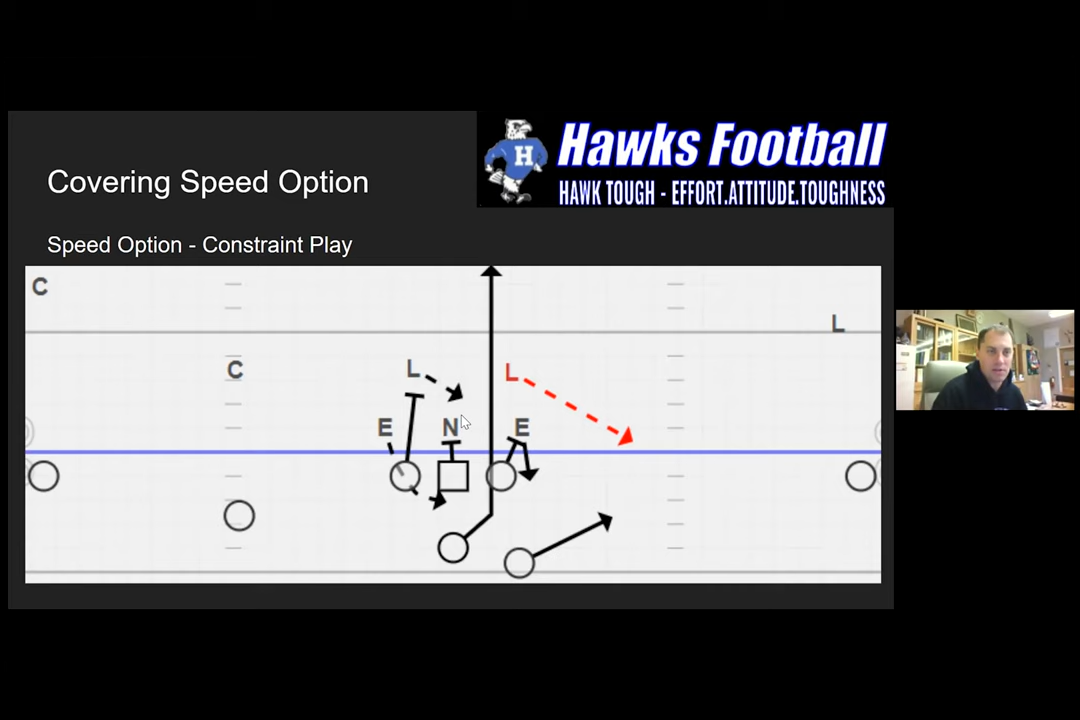 Hawks Football
H
HAWK TOUGH - EFFORT.ATTITUDE.TOUGHNESS
Covering Speed Option
Speed Option - Constraint Play
C
L
C L L
E N E